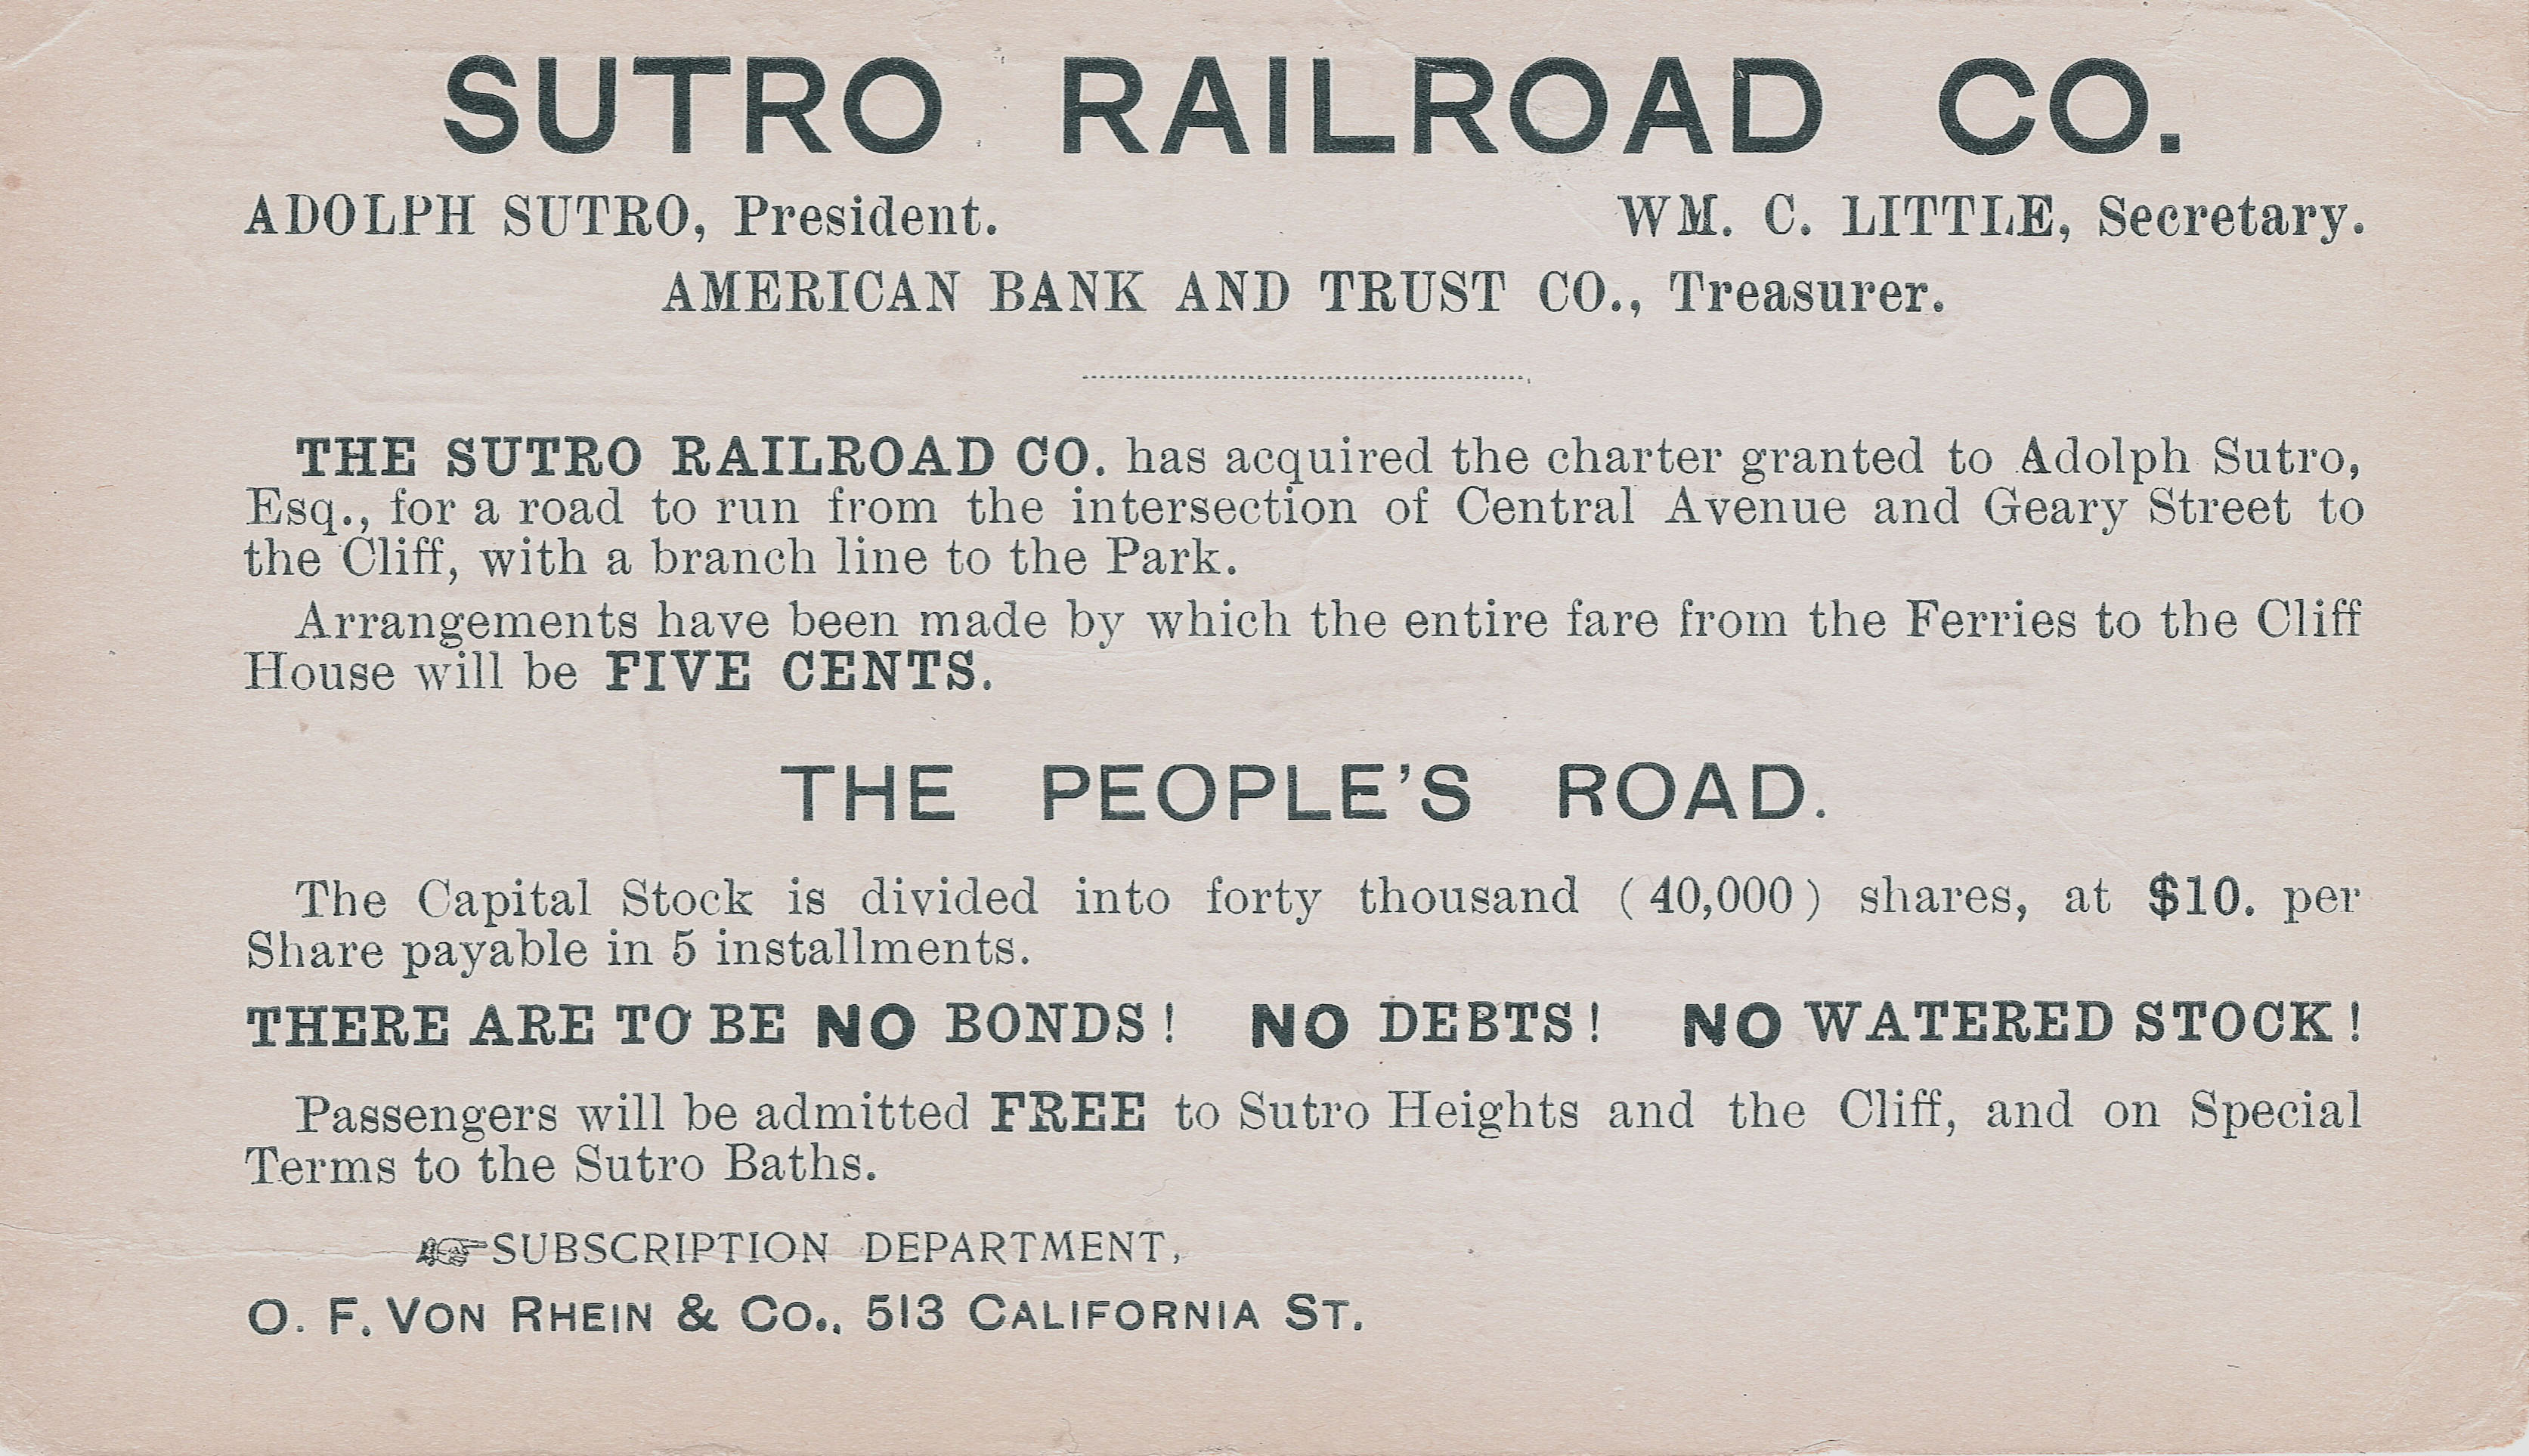 SUTRO RAILROAD CO.
ADOLPH SUTRO, President. WM. C. LITTLE, Secretary.
AMERICAN BANK AND TRUST CO., Treasurer.
THE SUTRO RAILROAD CO. has acquired the charter granted to Adolph Sutro,
Esq., for a road to run from the intersection of Central Avenue and Geary Street to
the Cliff, with a branch line to the Park.
Arrangements have been made by which the entire fare from the Ferries to the Cliff
House will be FIVE CENTS.
THE PEOPLE'S ROAD.
The Capital Stock is divided into forty thousand (40,000) shares, at $10. per
Share payable in 5 installments.
THERE ARE TO BE NO BONDS! NO DEBTS! NO WATERED STOCK!
Passengers will be admitted FREE to Sutro Heights and the Cliff, and on Special
Terms to the Sutro Baths.
☞SUBSCRIPTION DEPARTMENT,
O. F. VON RHEIN & CO., 513 CALIFORNIA ST.